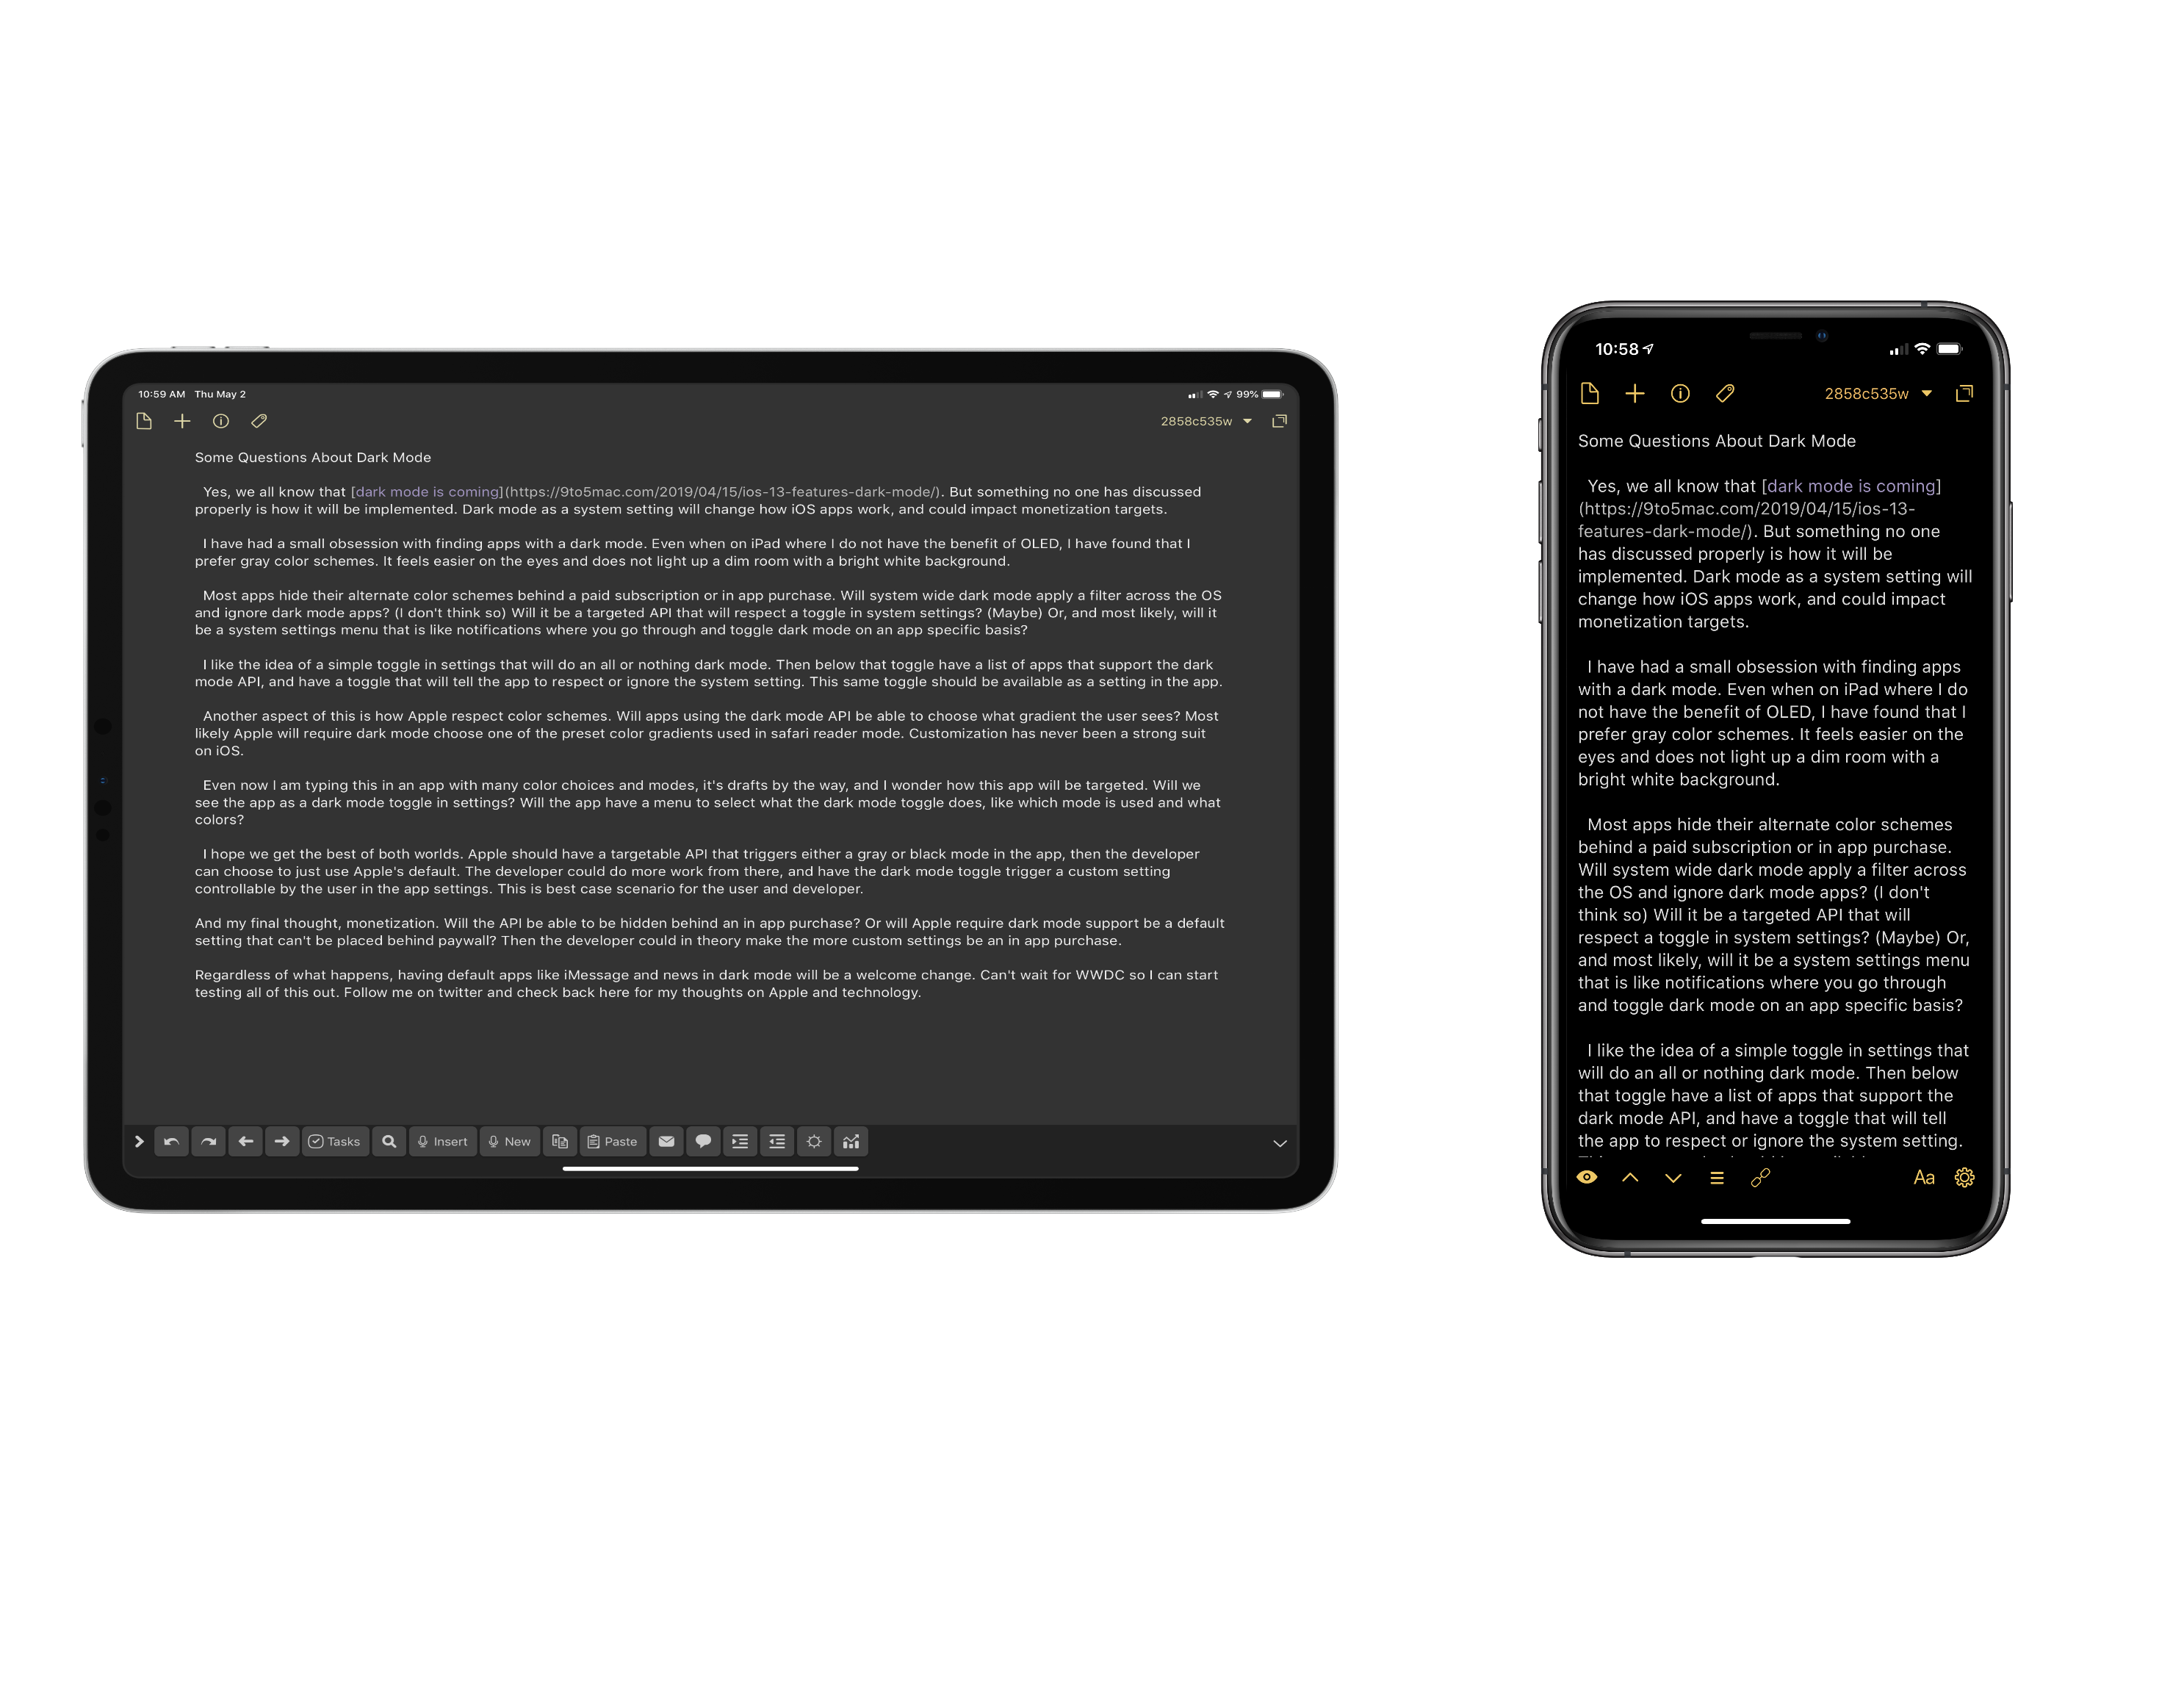 10:59 AM Thu May 2
99%
2858c535w
Some Questions About Dark Mode
Yes, we all know that [dark mode is coming](https://9to5mac.com/2019/04/15/ios-13-features-dark-mode/). But something no one has discussed
properly is how it will be implemented. Dark mode as a system setting will change how iOS apps work, and could impact monetization targets.
I have had a small obsession with finding apps with a dark mode. Even when on iPad where I do not have the benefit of OLED, I have found that I
prefer gray color schemes. It feels easier on the eyes and does not light up a dim room with a bright white background.
Most apps hide their alternate color schemes behind a paid subscription or in app purchase. Will system wide dark mode apply a filter across the OS
and ignore dark mode apps? (I don't think so) Will it be a targeted API that will respect a toggle in system settings? (Maybe) Or, and most likely, will it
be a system settings menu that is like notifications where you go through and toggle dark mode on an app specific basis?
I like the idea of a simple toggle in settings that will do an all or nothing dark mode. Then below that toggle have a list of apps that support the dark
mode API, and have a toggle that will tell the app to respect or ignore the system setting. This same toggle should be available as a setting in the app.
Another aspect of this is how Apple respect color schemes. Will apps using the dark mode API be able to choose what gradient the user sees? Most
likely Apple will require dark mode choose one of the preset color gradients used in safari reader mode. Customization has never been a strong suit
on iOS.
Even now I am typing this in an app with many color choices and modes, it's drafts by the way, and I wonder how this app will be targeted. Will we
see the app as a dark mode toggle in settings? Will the app have a menu to select what the dark mode toggle does, like which mode is used and what
colors?
I hope we get the best of both worlds. Apple should have a targetable API that triggers either a gray or black mode in the app, then the developer
can choose to just use Apple's default. The developer could do more work from there, and have the dark mode toggle trigger a custom setting
controllable by the user in the app settings. This is best case scenario for the user and developer.
And my final thought, monetization. Will the API be able to be hidden behind an in app purchase? Or will Apple require dark mode support be a default
setting that can't be placed behind paywall? Then the developer could in theory make the more custom settings be an in app purchase.
Regardless of what happens, having default apps like iMessage and news in dark mode will be a welcome change. Can't wait for WWDC so I can start
testing all of this out. Follow me on twitter and check back here for my thoughts on Apple and technology.
Tasks Insert New Paste
10:58
2858c535w
Some Questions About Dark Mode
Yes, we all know that [dark mode is coming]
(https://9to5mac.com/2019/04/15/ios-13-
features-dark-mode/). But something no one
has discussed properly is how it will be
implemented. Dark mode as a system setting will
change how iOS apps work, and could impact
monetization targets.
I have had a small obsession with finding apps
with a dark mode. Even when on iPad where I do
not have the benefit of OLED, I have found that I
prefer gray color schemes. It feels easier on the
eyes and does not light up a dim room with a
bright white background.
Most apps hide their alternate color schemes
behind a paid subscription or in app purchase.
Will system wide dark mode apply a filter across
the OS and ignore dark mode apps? (I don't
think so) Will it be a targeted API that will
respect a toggle in system settings? (Maybe) Or,
and most likely, will it be a system settings menu
that is like notifications where you go through
and toggle dark mode on an app specific basis?
I like the idea of a simple toggle in settings that
will do an all or nothing dark mode. Then below
that toggle have a list of apps that support the
dark mode API, and have a toggle that will tell
the app to respect or ignore the system setting.
Aa